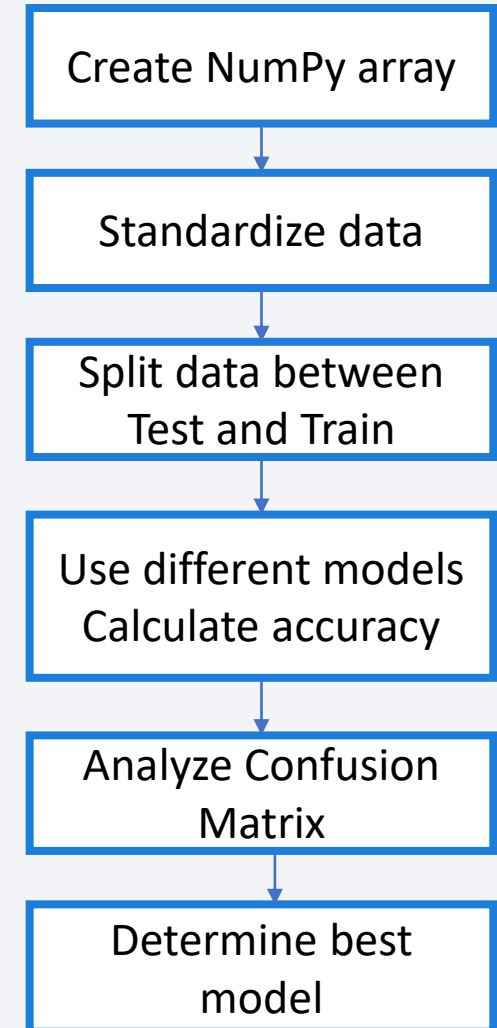 Create NumPy array
Standardize data
Split data between
Test and Train
Use different models
Calculate accuracy
Analyze Confusion
Matrix
Determine best
model